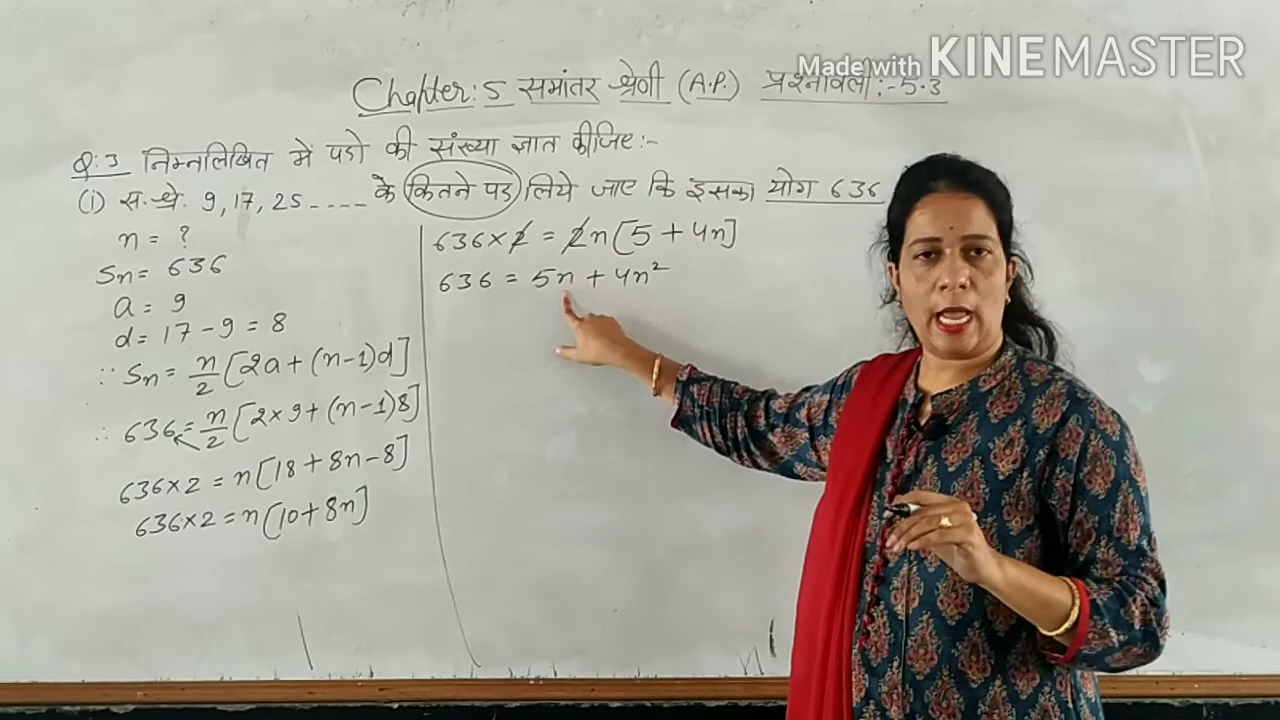 Made with KINEMASTER
Chapter: 5 समांतर श्रेणी (A.P.) प्रश्नावली :- 5.3
Q:3 निम्नलिखित में पदो की संख्या ज्ञात कीजिए:-
(i) स. श्रे. 9, 17, 25 ---- के कितने पद लिये जाए कि इसका योग 636
n = ?
Sn = 636
a = 9
d = 17 - 9 = 8
∵ Sn = n/2 [2a + (n-1)d]
∴ 636 = n/2 [2 × 9 + (n-1)8]
636 × 2 = n[18 + 8n - 8]
636 × 2 = n[10 + 8n]
636 × 2 = 2n[5 + 4n]
636 = 5n + 4n²